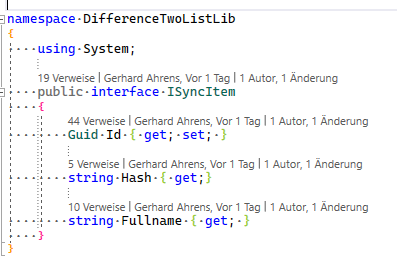 namespace DifferenceTwoListLib
{
using System;
19 Verweise | Gerhard Ahrens, Vor 1 Tag | 1 Autor, 1 Änderung
public interface ISyncItem
{
44 Verweise | Gerhard Ahrens, Vor 1 Tag | 1 Autor, 1 Änderung
Guid Id { get; set; }
5 Verweise | Gerhard Ahrens, Vor 1 Tag | 1 Autor, 1 Änderung
string Hash { get;}
10 Verweise | Gerhard Ahrens, Vor 1 Tag | 1 Autor, 1 Änderung
string Fullname { get; }
}
}